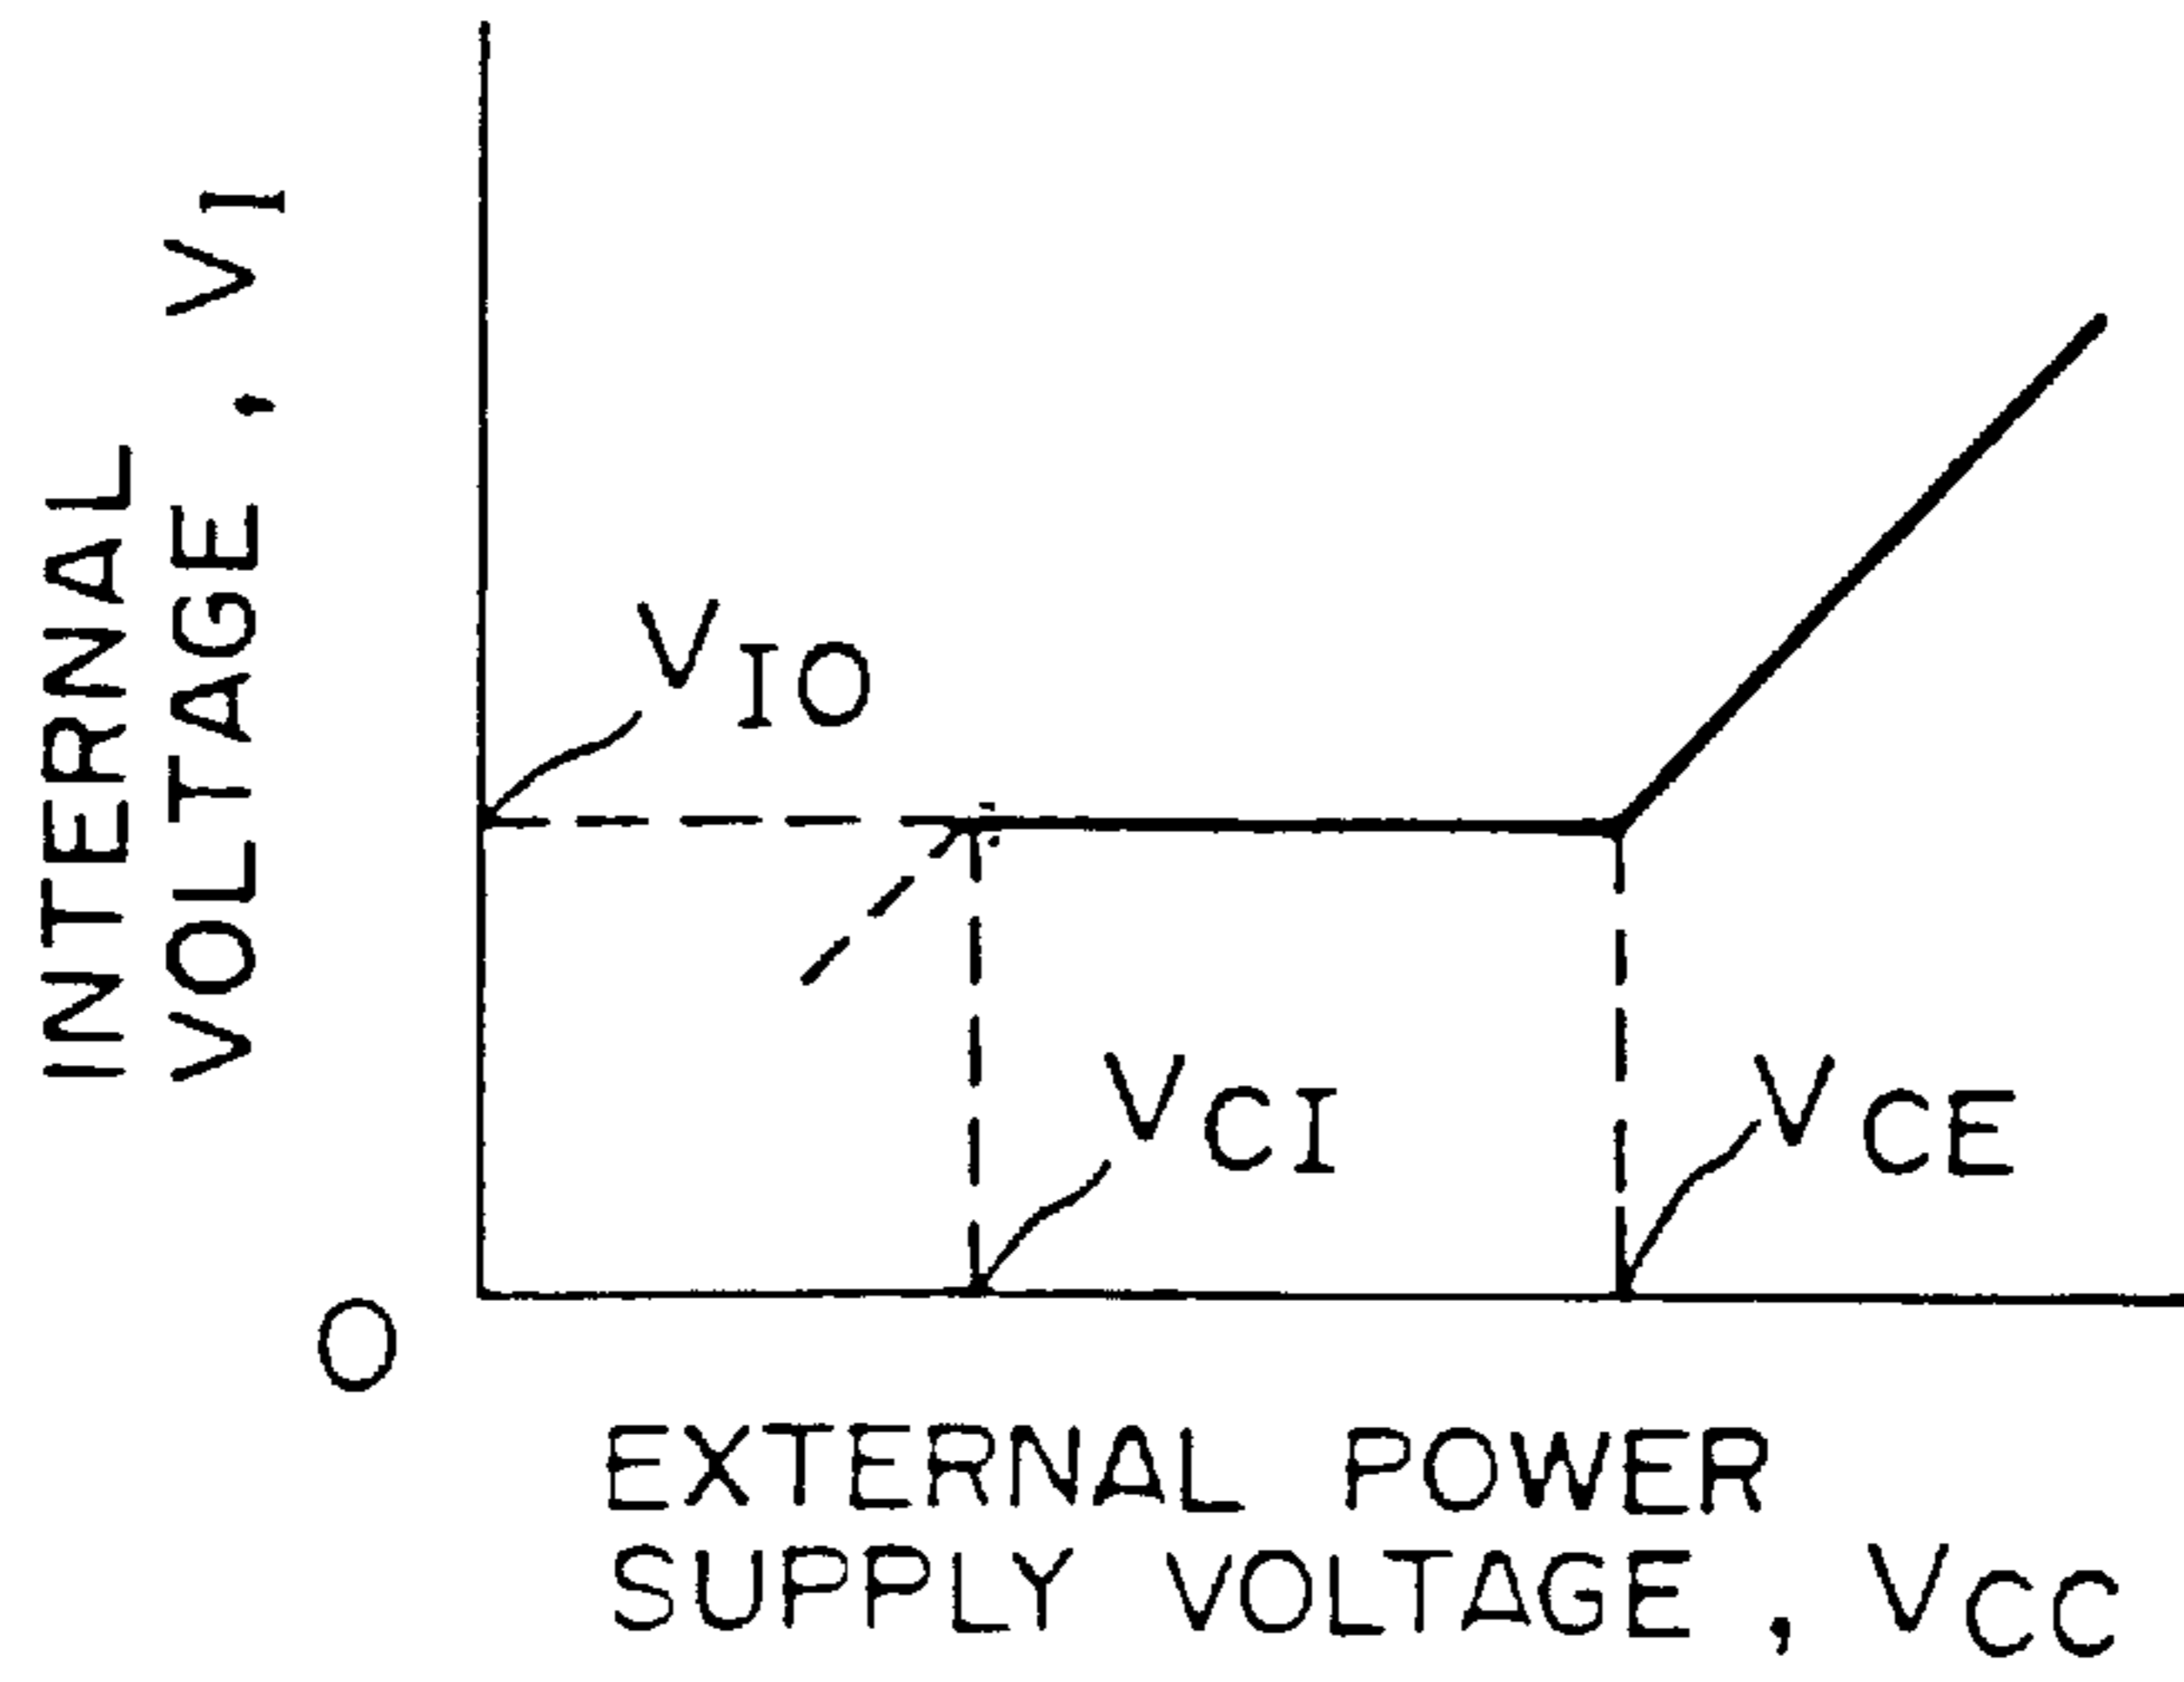 INTERNAL
VOLTAGE, VI
VIO
VCI
VCE
O
EXTERNAL POWER
SUPPLY VOLTAGE, VCC